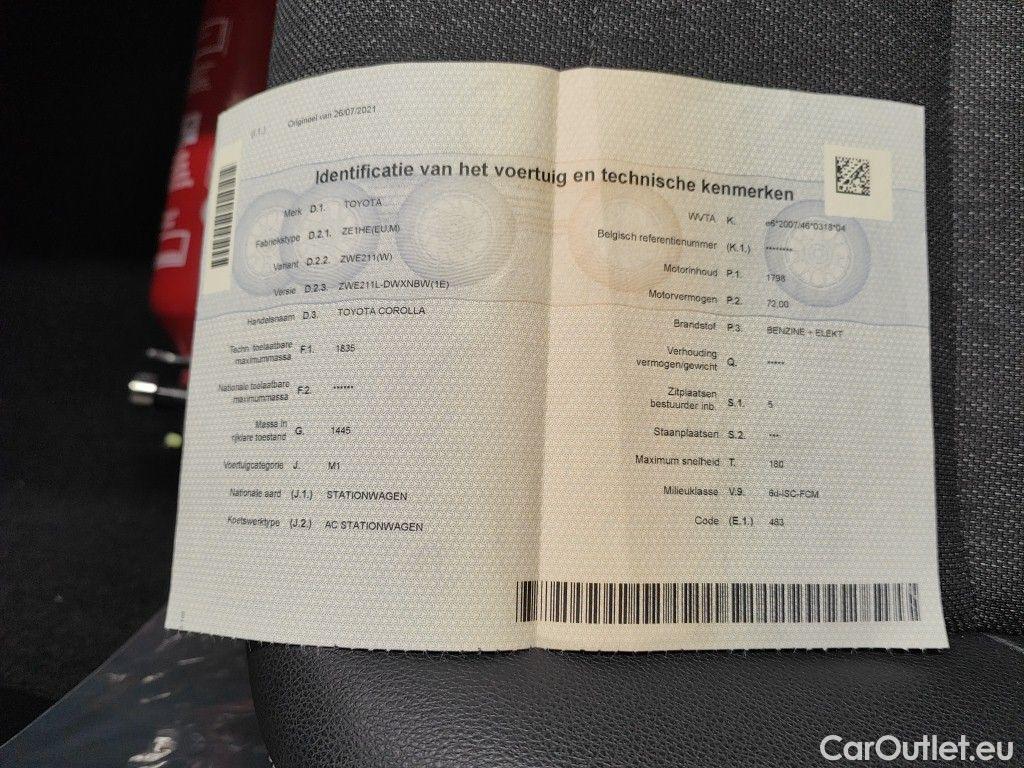 (I.1.) Origineel van 26/07/2021
Identificatie van het voertuig en technische kenmerken
Merk D.1. TOYOTA
Fabriekstype D.2.1. ZE1HE(EU,M)
Variant D.2.2. ZWE211(W)
Versie D.2.3. ZWE211L-DWXNBW(1E)
Handelsnaam D.3. TOYOTA COROLLA
Techn. toelaatbare
maximummassa F.1. 1835
Nationale toelaatbare
maximummassa F.2. ******
Massa in
rijklare toestand G. 1445
Voertuigcategorie J. M1
Nationale aard (J.1.) STATIONWAGEN
Koetswerktype (J.2.) AC STATIONWAGEN
WVTA K. e6*2007/46*0318*04
Belgisch referentienummer (K.1.) ********
Motorinhoud P.1. 1798
Motorvermogen P.2. 72,00
Brandstof P.3. BENZINE + ELEKT
Verhouding
vermogen/gewicht Q. *****
Zitplaatsen
bestuurder inb. S.1. 5
Staanplaatsen S.2. ***
Maximum snelheid T. 180
Milieuklasse V.9. 6d-ISC-FCM
Code (E.1.) 483
CarOutlet.eu